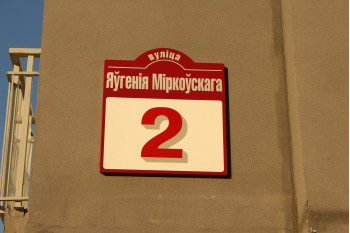 вуліца
Яўгенія Міркоўскага
2